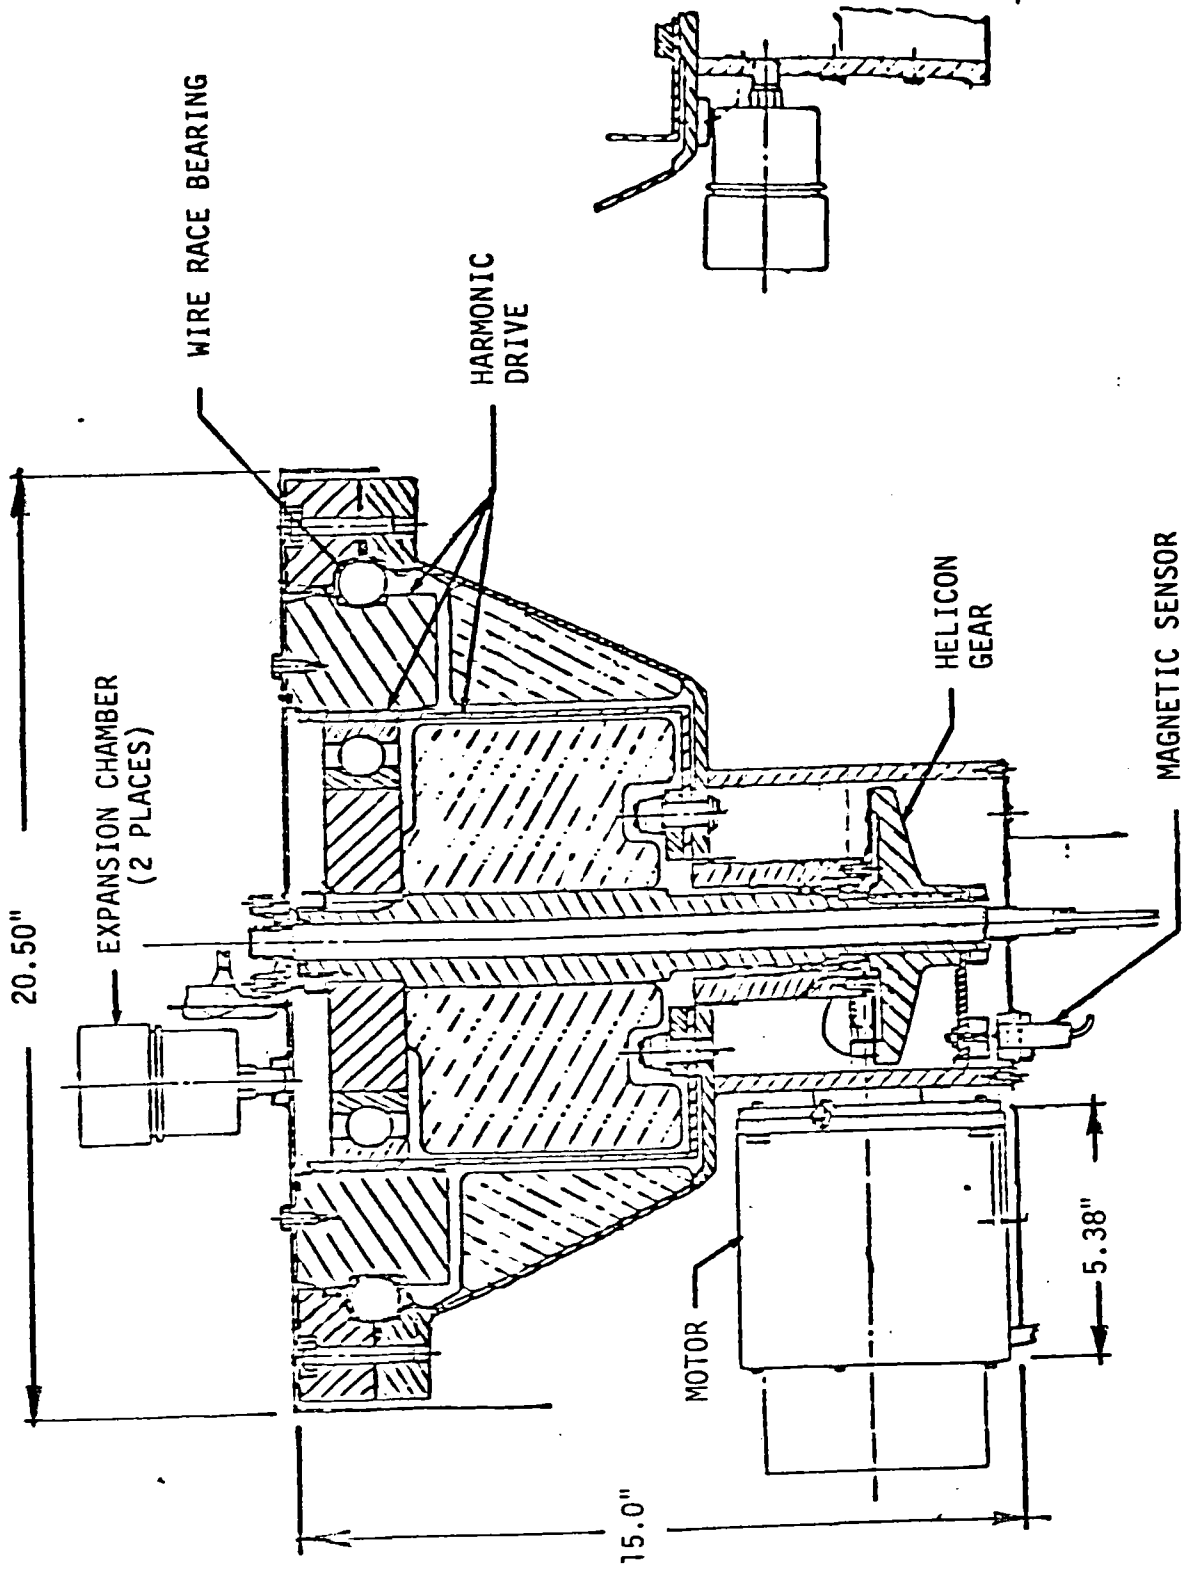 20.50"
EXPANSION CHAMBER
(2 PLACES)
WIRE RACE BEARING
HARMONIC
DRIVE
HELICON
GEAR
MAGNETIC SENSOR
MOTOR
5.38"
15.0"